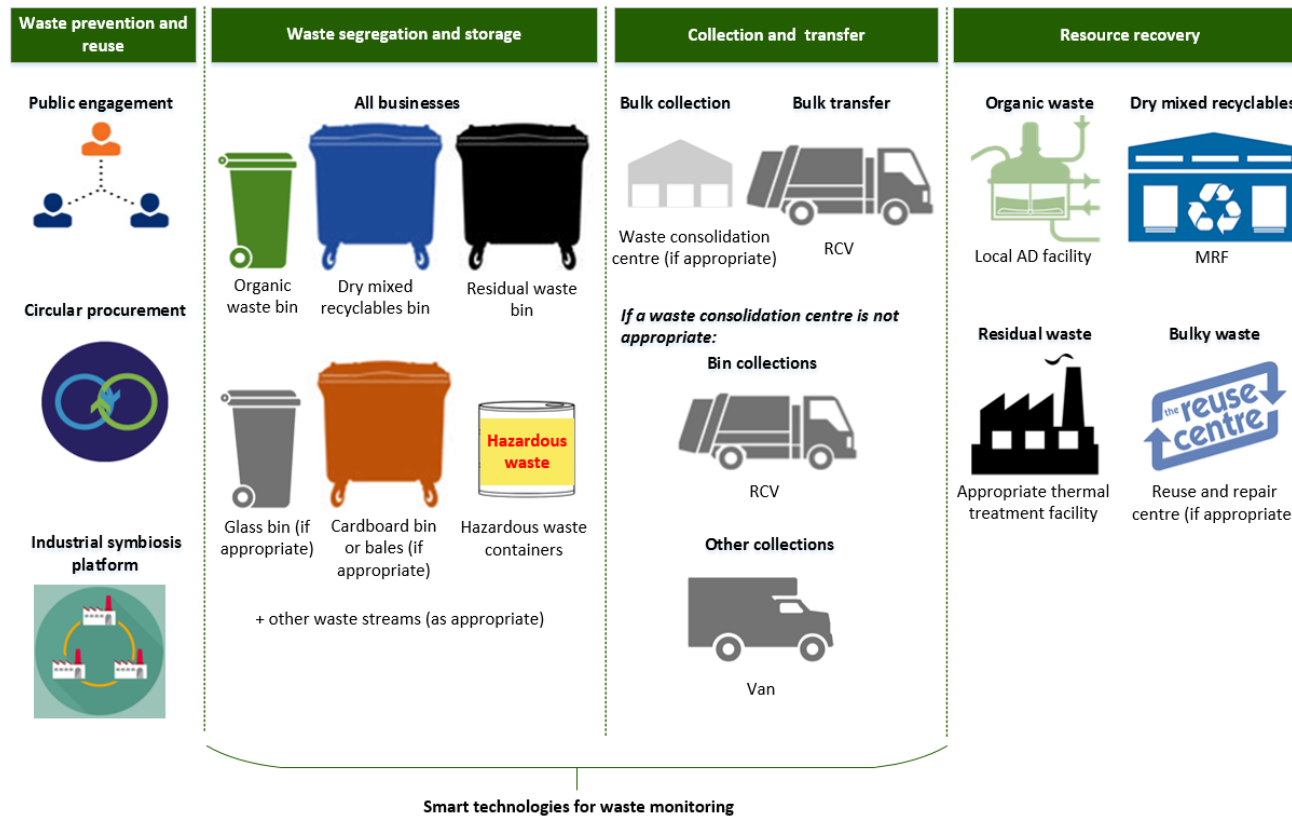 Waste prevention and
reuse
Waste segregation and storage
Collection and transfer
Resource recovery
Public engagement
Circular procurement
Industrial symbiosis
platform
All businesses
Organic
waste bin
Dry mixed
recyclables bin
Residual waste
bin
Hazardous
waste
Glass bin (if
appropriate)
Cardboard bin
or bales (if
appropriate)
Hazardous waste
containers
+ other waste streams (as appropriate)
Bulk collection
Bulk transfer
Waste consolidation
centre (if appropriate)
RCV
If a waste consolidation centre is not
appropriate:
Bin collections
RCV
Other collections
Van
Organic waste
Dry mixed recyclables
Local AD facility
MRF
Residual waste
Bulky waste
the reuse
centre
Appropriate thermal
treatment facility
Reuse and repair
centre (if appropriate
Smart technologies for waste monitoring